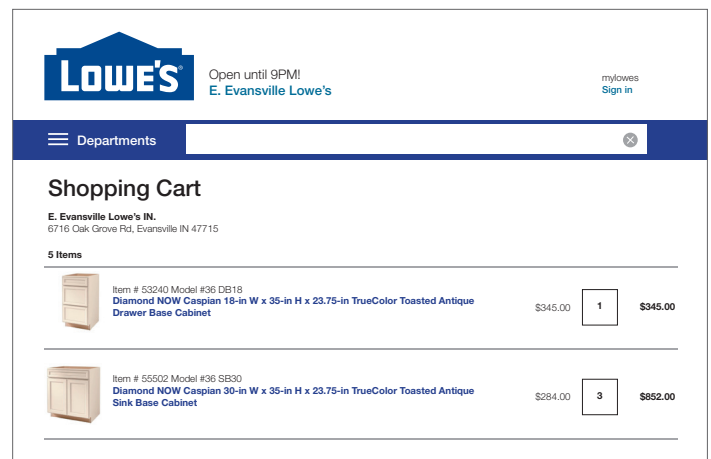 LOWE'S®
Open until 9PM!
E. Evansville Lowe's
mylowes
Sign in
Departments
Shopping Cart
E. Evansville Lowe's IN.
6716 Oak Grove Rd, Evansville IN 47715
5 Items
Item # 53240 Model #36 DB18
Diamond NOW Caspian 18-in W x 35-in H x 23.75-in TrueColor Toasted Antique
Drawer Base Cabinet
$345.00 1 $345.00
Item # 55502 Model #36 SB30
Diamond NOW Caspian 30-in W x 35-in H x 23.75-in TrueColor Toasted Antique
Sink Base Cabinet
$284.00 3 $852.00